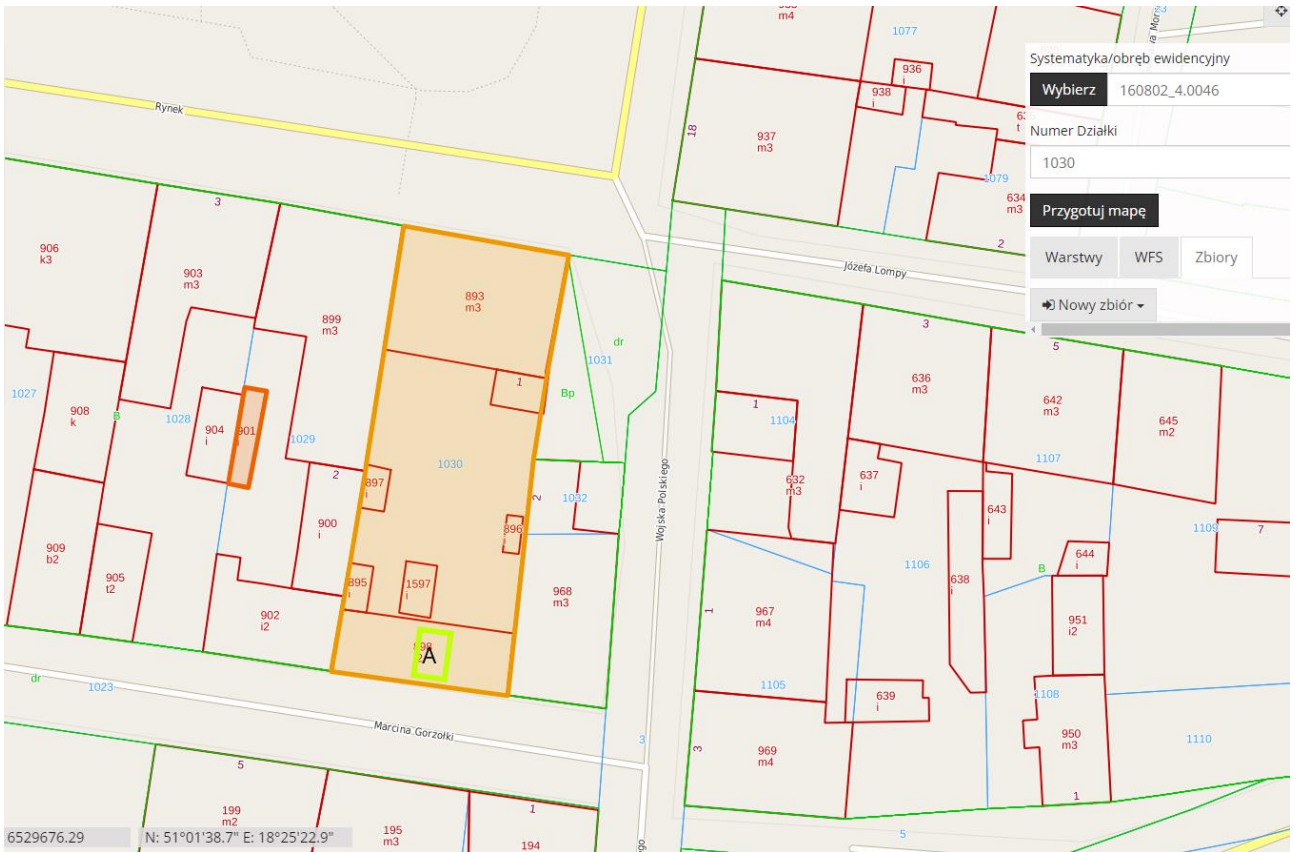 m4
1077
936
i
938
i
18
937
m3
t
1079
634
m3
2
Systematyka/obręb ewidencyjny
Wybierz 160802_4.0046
Numer Działki
1030
Przygotuj mapę
Warstwy WFS Zbiory
Nowy zbiór
Rynek
Józefa Lompy
3
906
k3
903
m3
899
m3
893
m3
1
dr
1031
Bp
1027
908
k
B
1028
904
i
901
i
1029
2
900
i
897
i
1030
896
i
2
1032
895
i
1597
i
909
b2
905
t2
902
i2
A
968
m3
Wojska Polskiego
3
636
m3
5
642
m3
645
m2
1
1104
632
m3
637
i
1107
643
i
1109
7
1106
638
i
B
644
i
951
i2
1
967
m4
1105
639
i
1108
950
m3
1110
3
969
m4
1
5
dr
1023
Marcina Gorzołki
3
5
199
m2
195
m3
1
194
6529676.29 N: 51°01'38.7" E: 18°25'22.9"